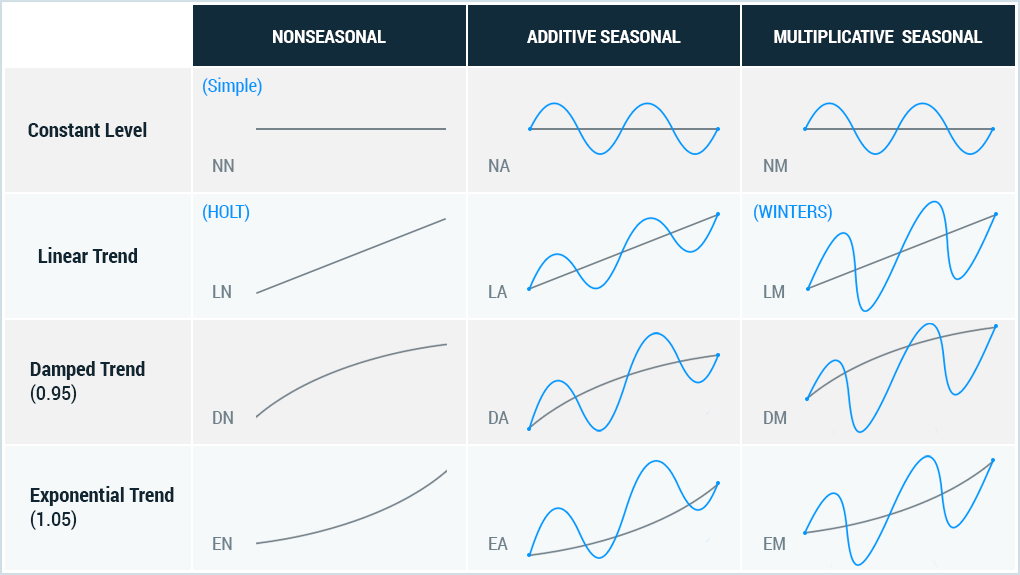 NONSEASONAL
ADDITIVE SEASONAL
MULTIPLICATIVE SEASONAL
Constant Level
(Simple)
NN
NA
NM
Linear Trend
(HOLT)
LN
LA
(WINTERS)
LM
Damped Trend
(0.95)
DN
DA
DM
Exponential Trend
(1.05)
EN
EA
EM